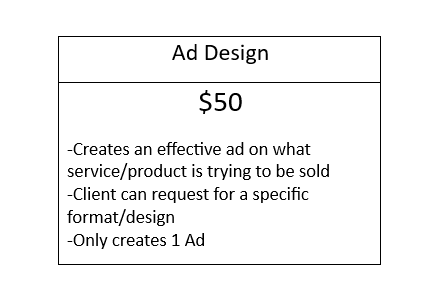 Ad Design
$50
-Creates an effective ad on what
service/product is trying to be sold
-Client can request for a specific
format/design
-Only creates 1 Ad